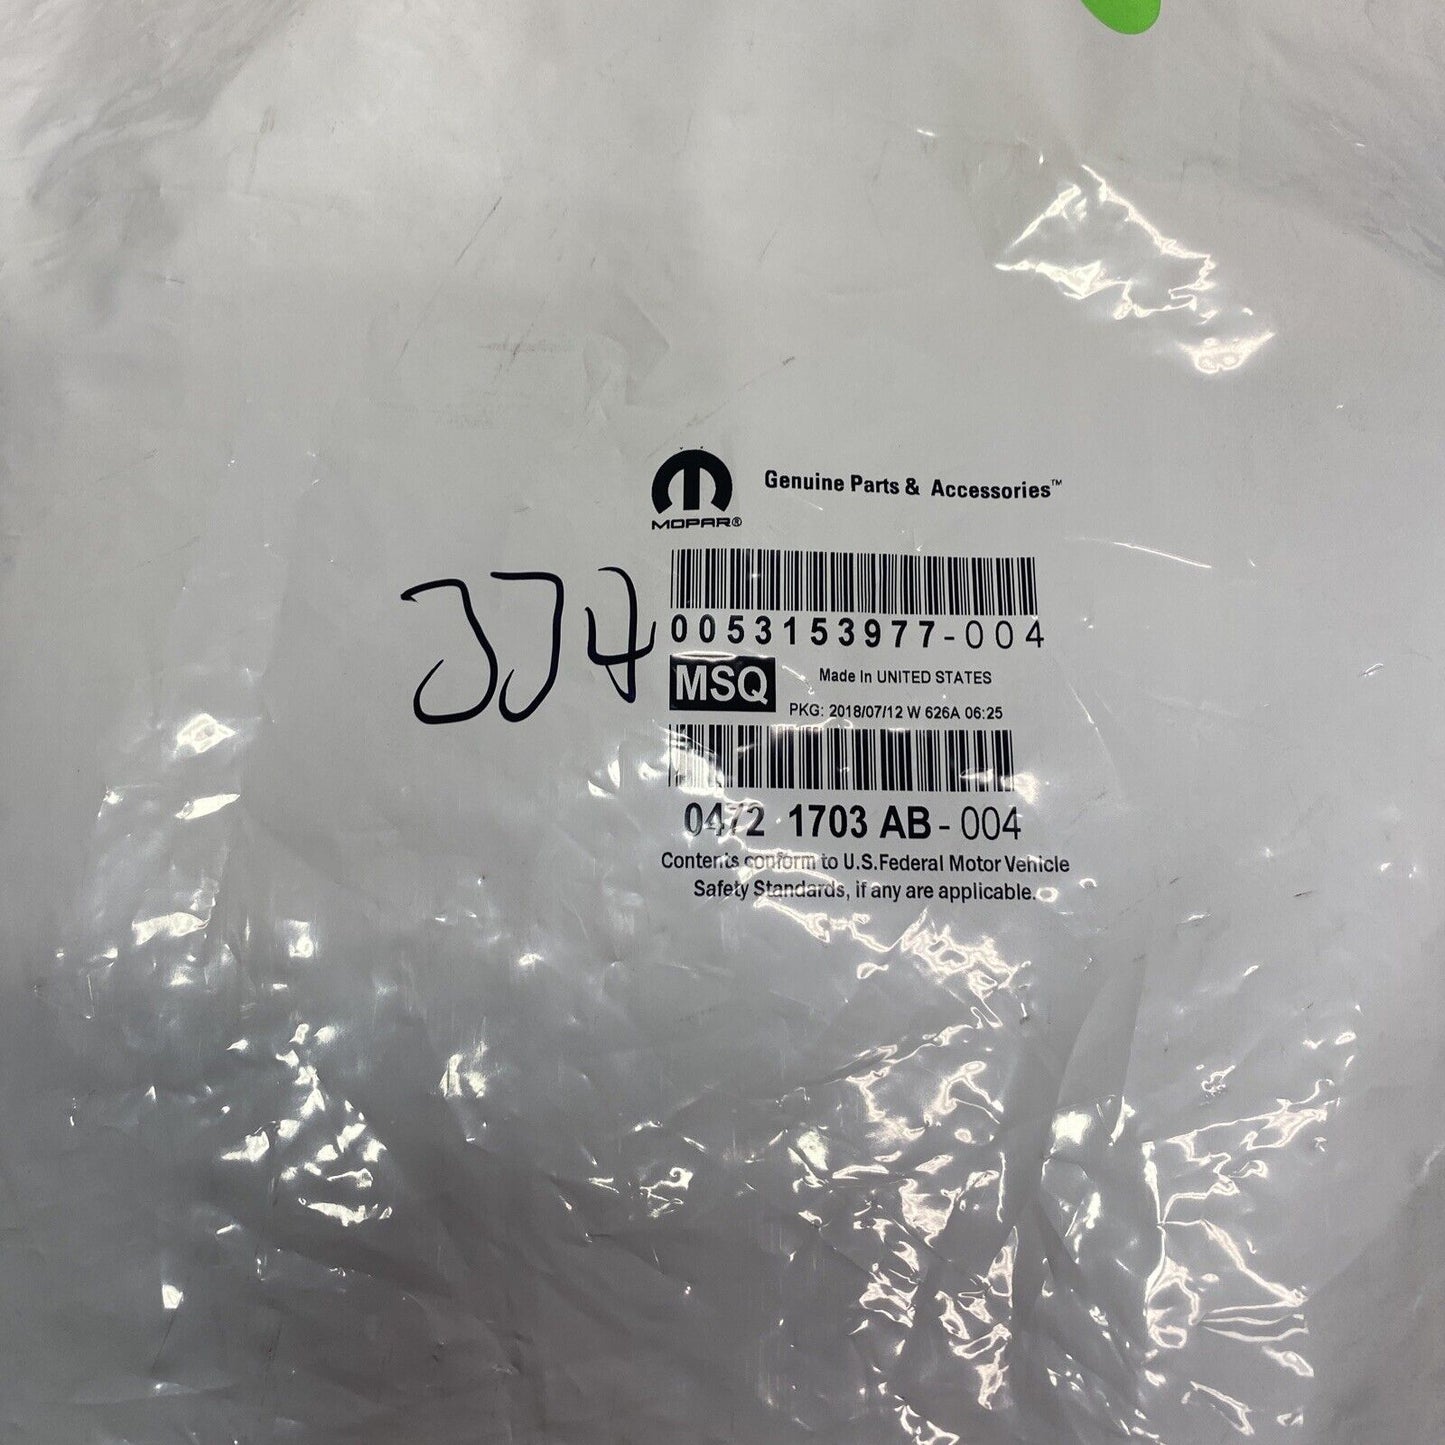 MOPAR®
Genuine Parts & Accessories™
0053153977-004
MSQ
Made In UNITED STATES
PKG: 2018/07/12 W 626A 06:25
0472 1703 AB - 004
Contents conform to U.S.Federal Motor Vehicle
Safety Standards, if any are applicable.